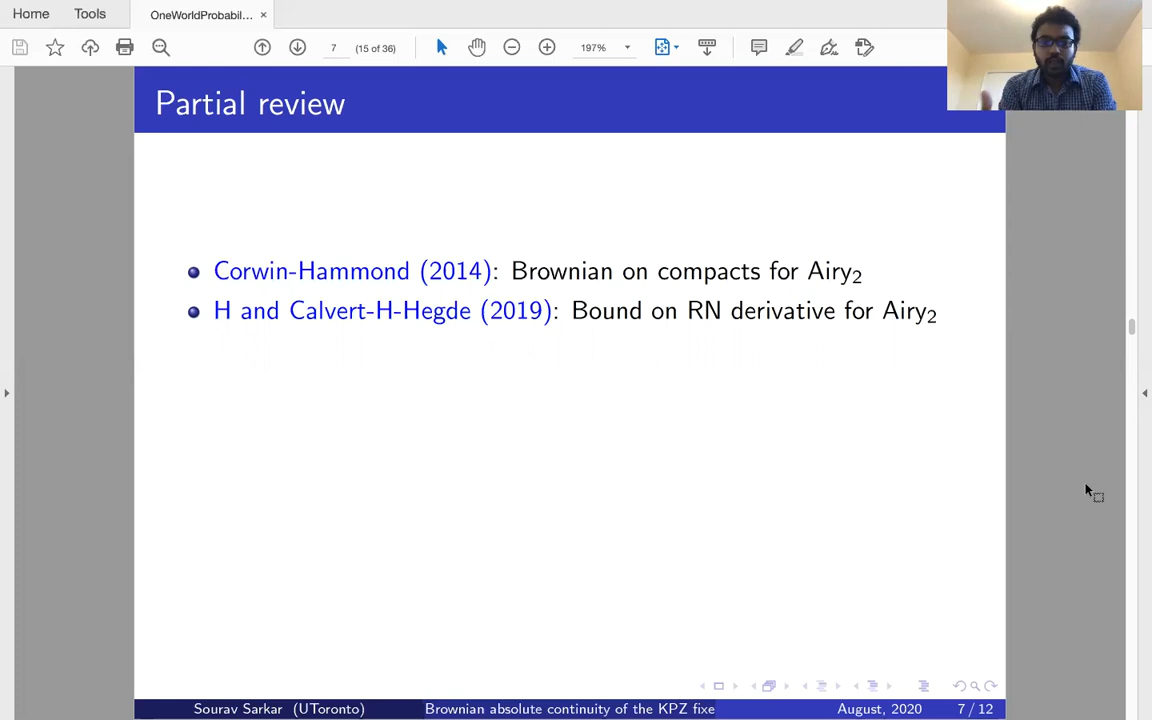 Home Tools OneWorldProbabil... ×
7 (15 of 36) 197%
Partial review
Corwin-Hammond (2014): Brownian on compacts for Airy₂
H and Calvert-H-Hegde (2019): Bound on RN derivative for Airy₂
Sourav Sarkar (UToronto) Brownian absolute continuity of the KPZ fixe August, 2020 7 / 12